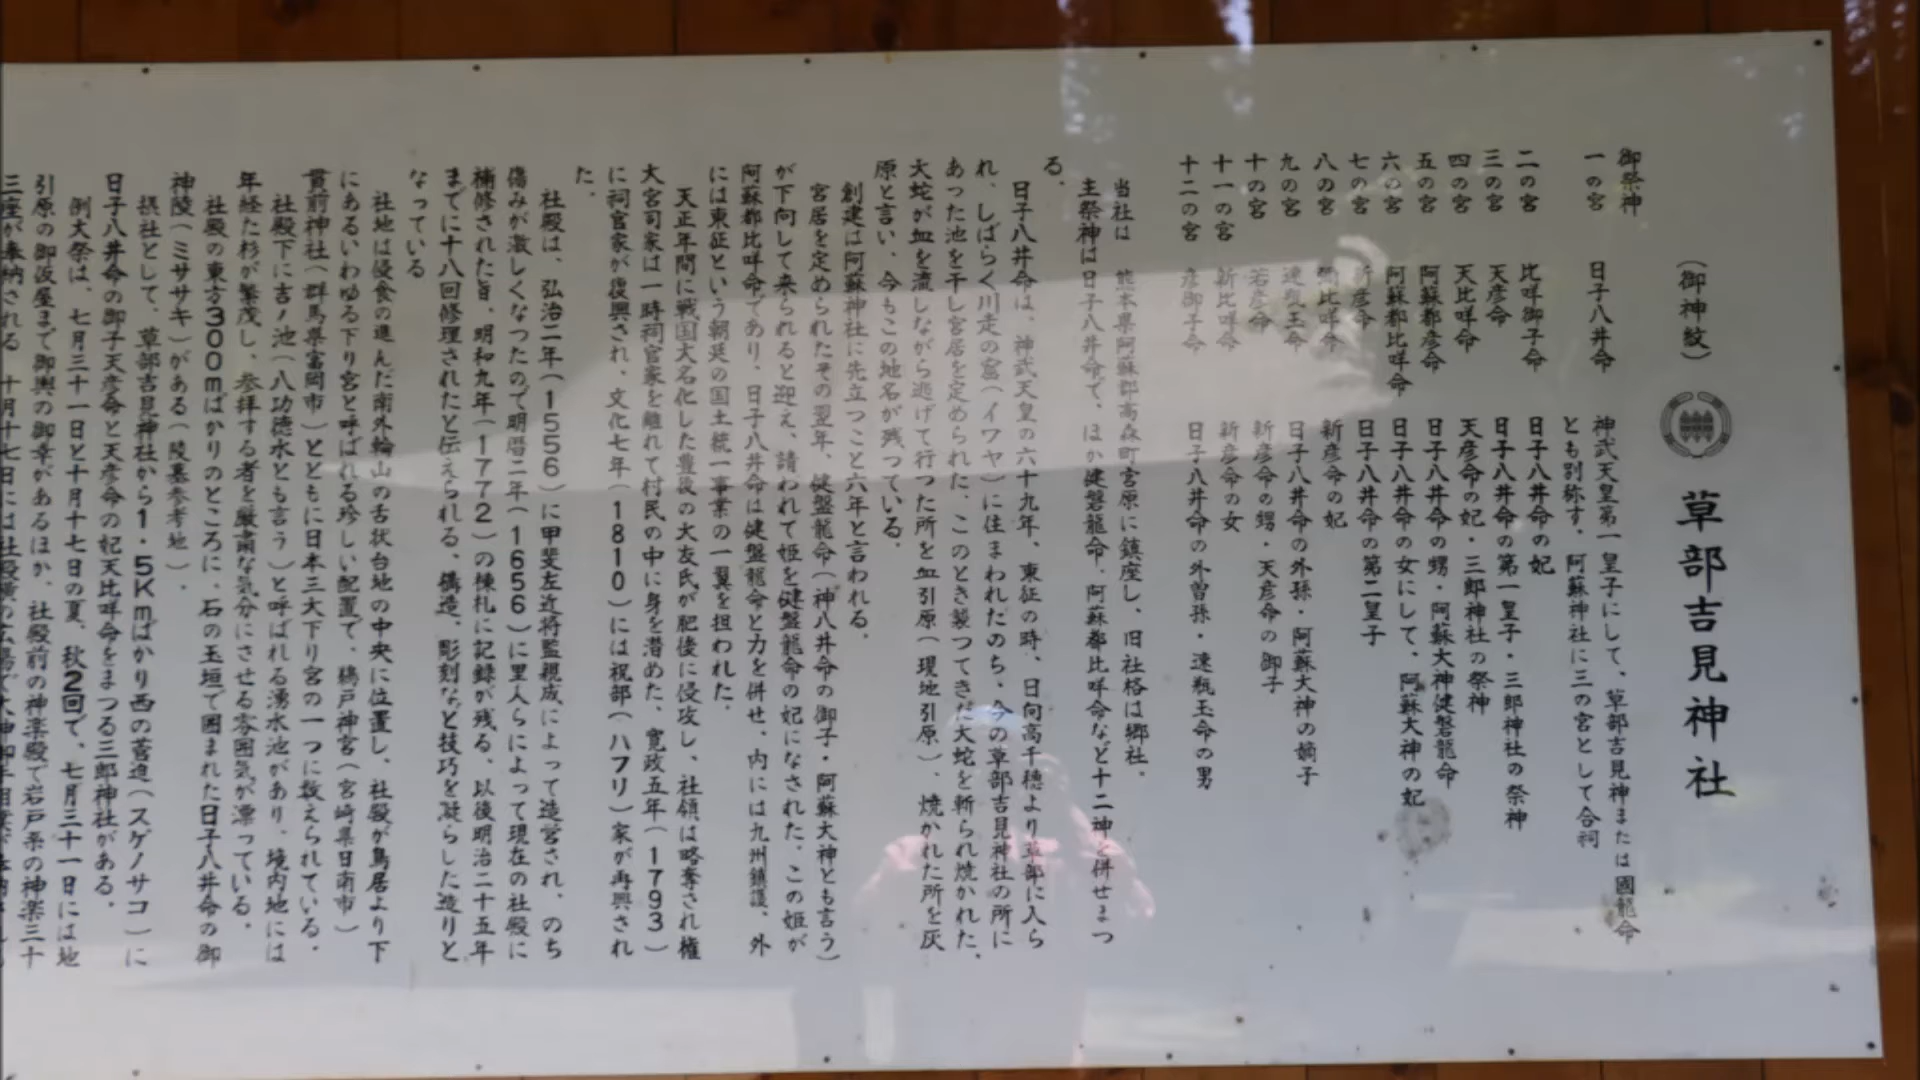 (御神紋) 草部吉見神社
御祭神
一の宮 日子八井命 神武天皇第一皇子にして、草部吉見神または國龍命
とも別称す。阿蘇神社に三の宮として合祠
二の宮 比咩御子命 日子八井命の妃
三の宮 天彦命 日子八井命の第一皇子・三郎神社の祭神
四の宮 天比咩命 天彦命の妃・三郎神社の祭神
五の宮 阿蘇都彦命 日子八井命の甥・阿蘇大神健磐龍命
六の宮 阿蘇都比咩命 日子八井命の女にして、阿蘇大神の妃
七の宮 新彦命 日子八井命の第二皇子
八の宮 彌比咩命 新彦命の妃
九の宮 速瓶玉命 日子八井命の外孫・阿蘇大神の嫡子
十の宮 若彦命 新彦命の甥・天彦命の御子
十一の宮 新比咩命 新彦命の女
十二の宮 彦御子命 日子八井命の外曽孫・速瓶玉命の男
当社は 熊本県阿蘇郡高森町宮原に鎮座し、旧社格は郷社。
主祭神は日子八井命で、ほか健磐龍命、阿蘇都比咩命など十二神を併せまつ
る。
日子八井命は、神武天皇の六十九年、東征の時、日向高千穂より草部に入ら
れ、しばらく川走の窟(イワヤ)に住まわれたのち、今の草部吉見神社の所に
あった池を干し宮居を定められた、このとき襲つてきた大蛇を斬られ焼かれた、
大蛇が血を流しながら逃げて行つた所を血引原(現地引原)、焼かれた所を灰
原と言い、今もこの地名が残つている。
創建は阿蘇神社に先立つこと六年と言われる。
宮居を定められたその翌年、健盤龍命(神八井命の御子・阿蘇大神とも言う)
が下向して来られると迎え、請われて姫を健盤龍命の妃になされた。この姫が
阿蘇都比咩命であり、日子八井命は健盤龍命と力を併せ、内には九州鎮護、外
には東征という朝廷の国土統一事業の一翼を担われた。
天正年間に戦国大名化した豊後の大友氏が肥後に侵攻し、社領は略奪され権
大宮司家は一時祠官家を離れて村民の中に身を潜めた、寛政五年(1793)
に祠官家が復興され、文化七年(1810)には祝部(ハフリ)家が再興され
た。
社殿は、弘治二年(1556)に甲斐左近将監親成によって造営され、のち
傷みが激しくなつたので明暦二年(1656)に里人らによって現在の社殿に
補修された旨、明和九年(1772)の棟札に記録が残る、以後明治二十五年
までに十八回修理されたと伝えられる、構造、彫刻など技巧を凝らした造りと
なっている
社地は侵食の進んだ南外輪山の舌状台地の中央に位置し、社殿が鳥居より下
にあるいわゆる下り宮と呼ばれる珍しい配置で、鵜戸神宮(宮崎県日南市)
貫前神社(群馬県富岡市)とともに日本三大下り宮の一つに数えられている・
社殿下に吉ノ池(八功徳水とも言う)と呼ばれる湧水池があり、境内地には
年経た杉が繁茂し、参拝する者を厳粛な気分にさせる雰囲気が漂っている・
社殿の東方300mばかりのところに、石の玉垣で囲まれた日子八井命の御
神陵(ミササキ)がある(陵墓参考地)・
摂社として、草部吉見神社から1・5Kmばかり西の菅迫(スゲノサコ)に
日子八井命の御子天彦命と天彦命の妃天比咩命をまつる三郎神社がある・
例大祭は、七月三十一日と十月十七日の夏、秋2回で、七月三十一日には地
引原の御仮屋まで御輿の御幸があるほか、社殿前の神楽殿で岩戸系の神楽三十
三座が奉納される 十月十七日には社殿横の広場で